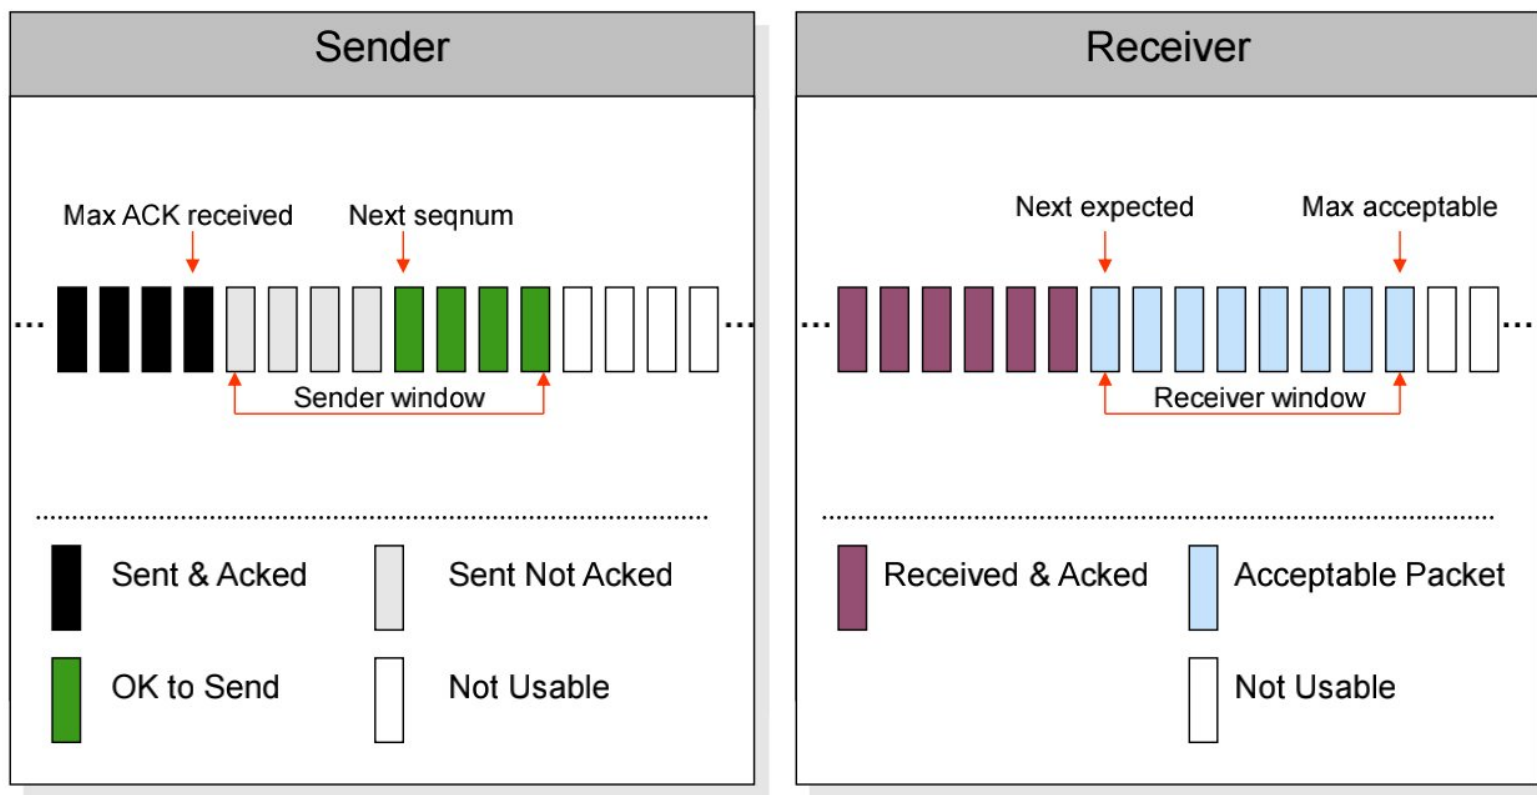 Sender
Max ACK received
Next seqnum
...
...
Sender window
Sent & Acked
Sent Not Acked
OK to Send
Not Usable
Receiver
Next expected
Max acceptable
...
...
Receiver window
Received & Acked
Acceptable Packet
Not Usable